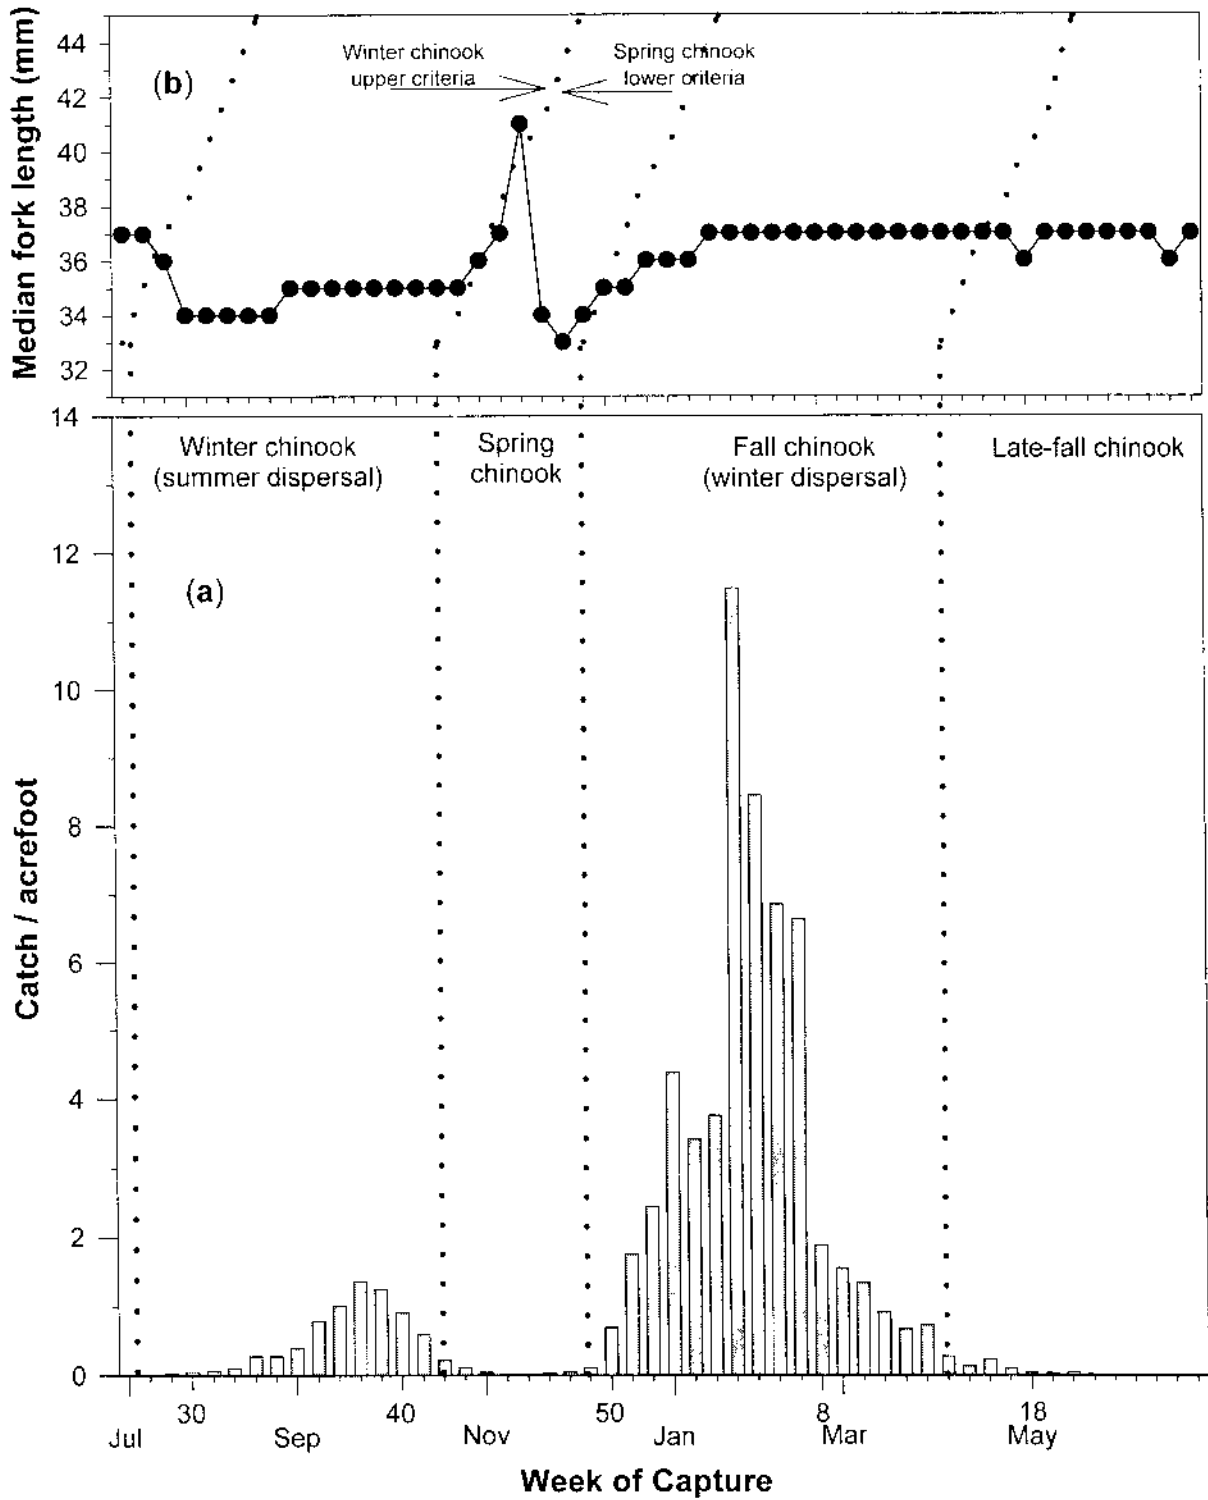 Median fork length (mm)
44
42
40
38
36
34
32
(b)
Winter chinook
upper criteria
Spring chinook
lower criteria
Catch / acrefoot
14
12
10
8
6
4
2
0
Winter chinook
(summer dispersal)
Spring
chinook
Fall chinook
(winter dispersal)
Late-fall chinook
(a)
30 40 50 8 18
Jul Sep Nov Jan Mar May
Week of Capture